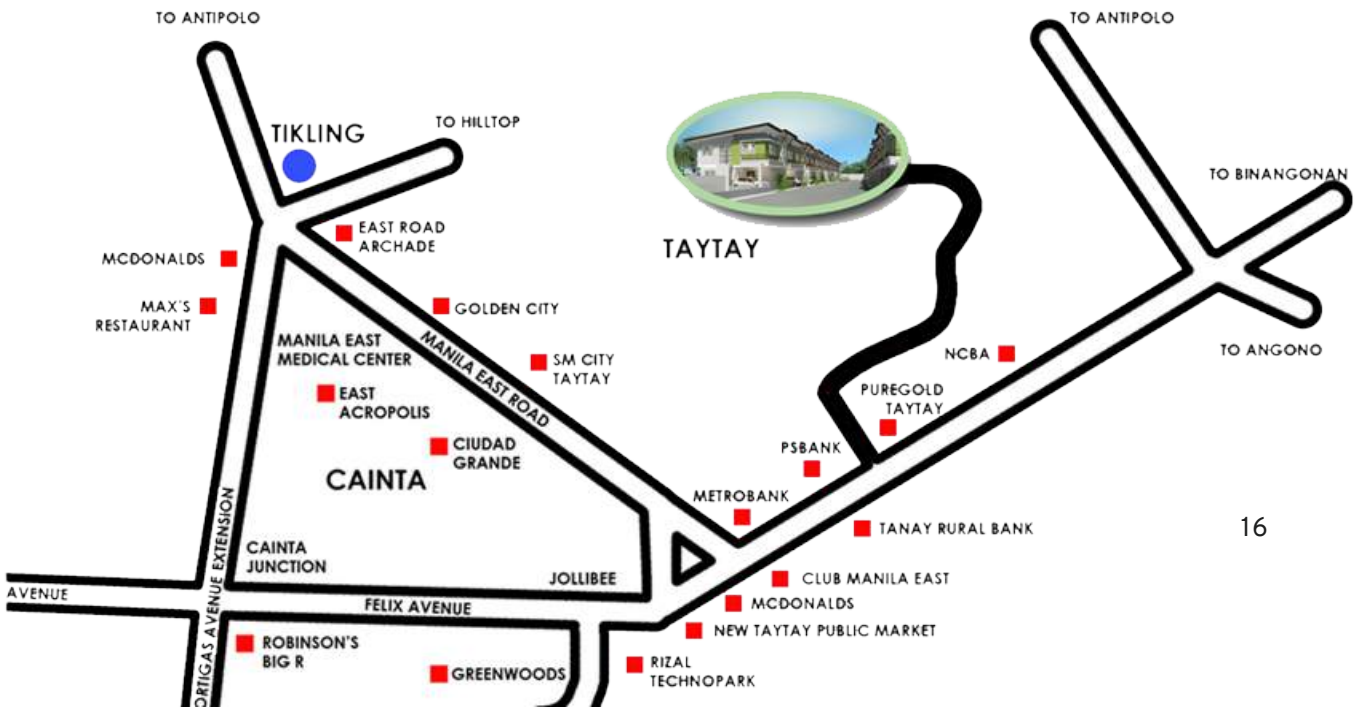 TO ANTIPOLO
TO ANTIPOLO
TIKLING
TO HILLTOP
TO BINANGONAN
EAST ROAD
ARCHADE
TAYTAY
MCDONALDS
MAX'S
RESTAURANT
GOLDEN CITY
MANILA EAST
MEDICAL CENTER
MANILA EAST ROAD
SM CITY
TAYTAY
NCBA
TO ANGONO
EAST
ACROPOLIS
PUREGOLD
TAYTAY
CIUDAD
GRANDE
PSBANK
CAINTA
METROBANK
TANAY RURAL BANK
16
CAINTA
JUNCTION
JOLLIBEE
CLUB MANILA EAST
AVENUE
FELIX AVENUE
MCDONALDS
NEW TAYTAY PUBLIC MARKET
ORTIGAS AVENUE EXTENSION
ROBINSON'S
BIG R
GREENWOODS
RIZAL
TECHNOPARK